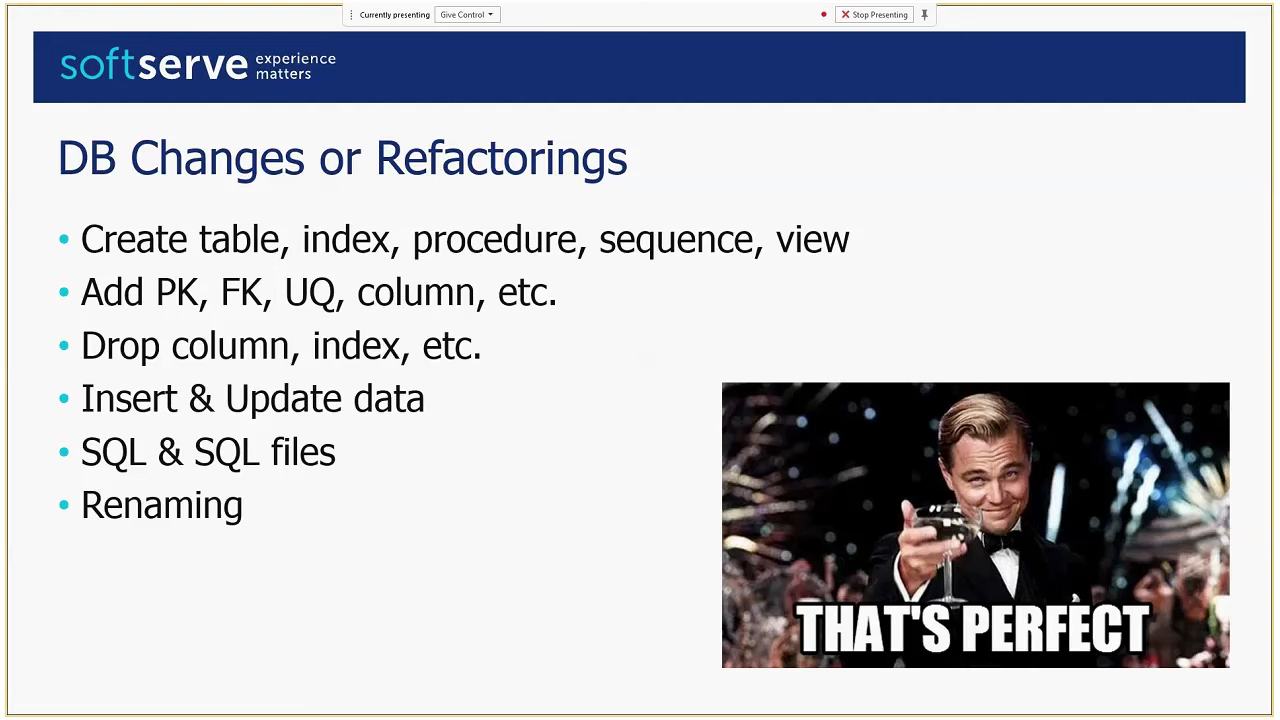 Currently presenting Give Control Stop Presenting
softserve experience matters
DB Changes or Refactorings
• Create table, index, procedure, sequence, view
• Add PK, FK, UQ, column, etc.
• Drop column, index, etc.
• Insert & Update data
• SQL & SQL files
• Renaming
THAT'S PERFECT